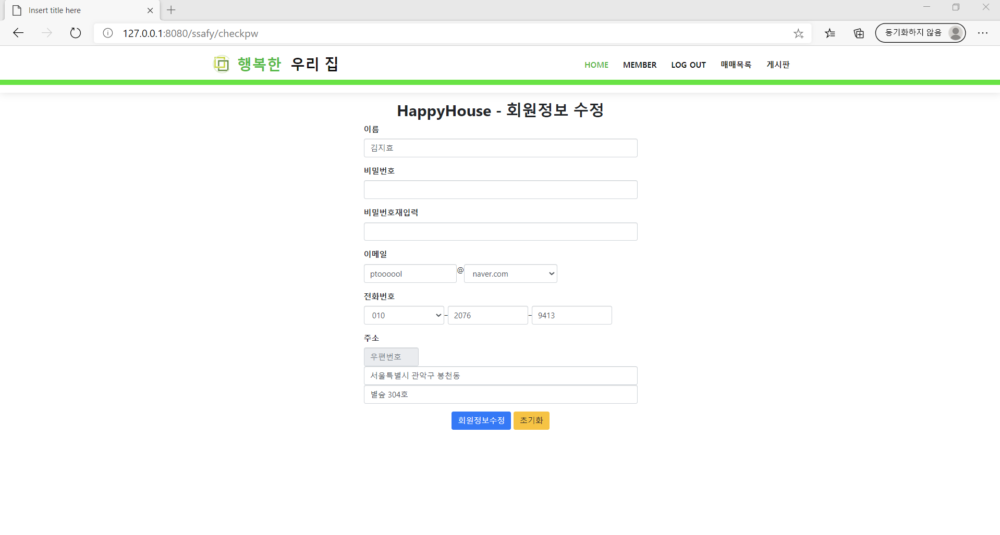 Insert title here
127.0.0.1:8080/ssafy/checkpw
동기화하지 않음
행복한 우리 집
HOME MEMBER LOG OUT 매매목록 게시판
HappyHouse - 회원정보 수정
이름
김지효
비밀번호
비밀번호재입력
이메일
ptoooool@naver.com
전화번호
010-2076-9413
주소
우편번호
서울특별시 관악구 봉천동
별숲 304호
회원정보수정 초기화